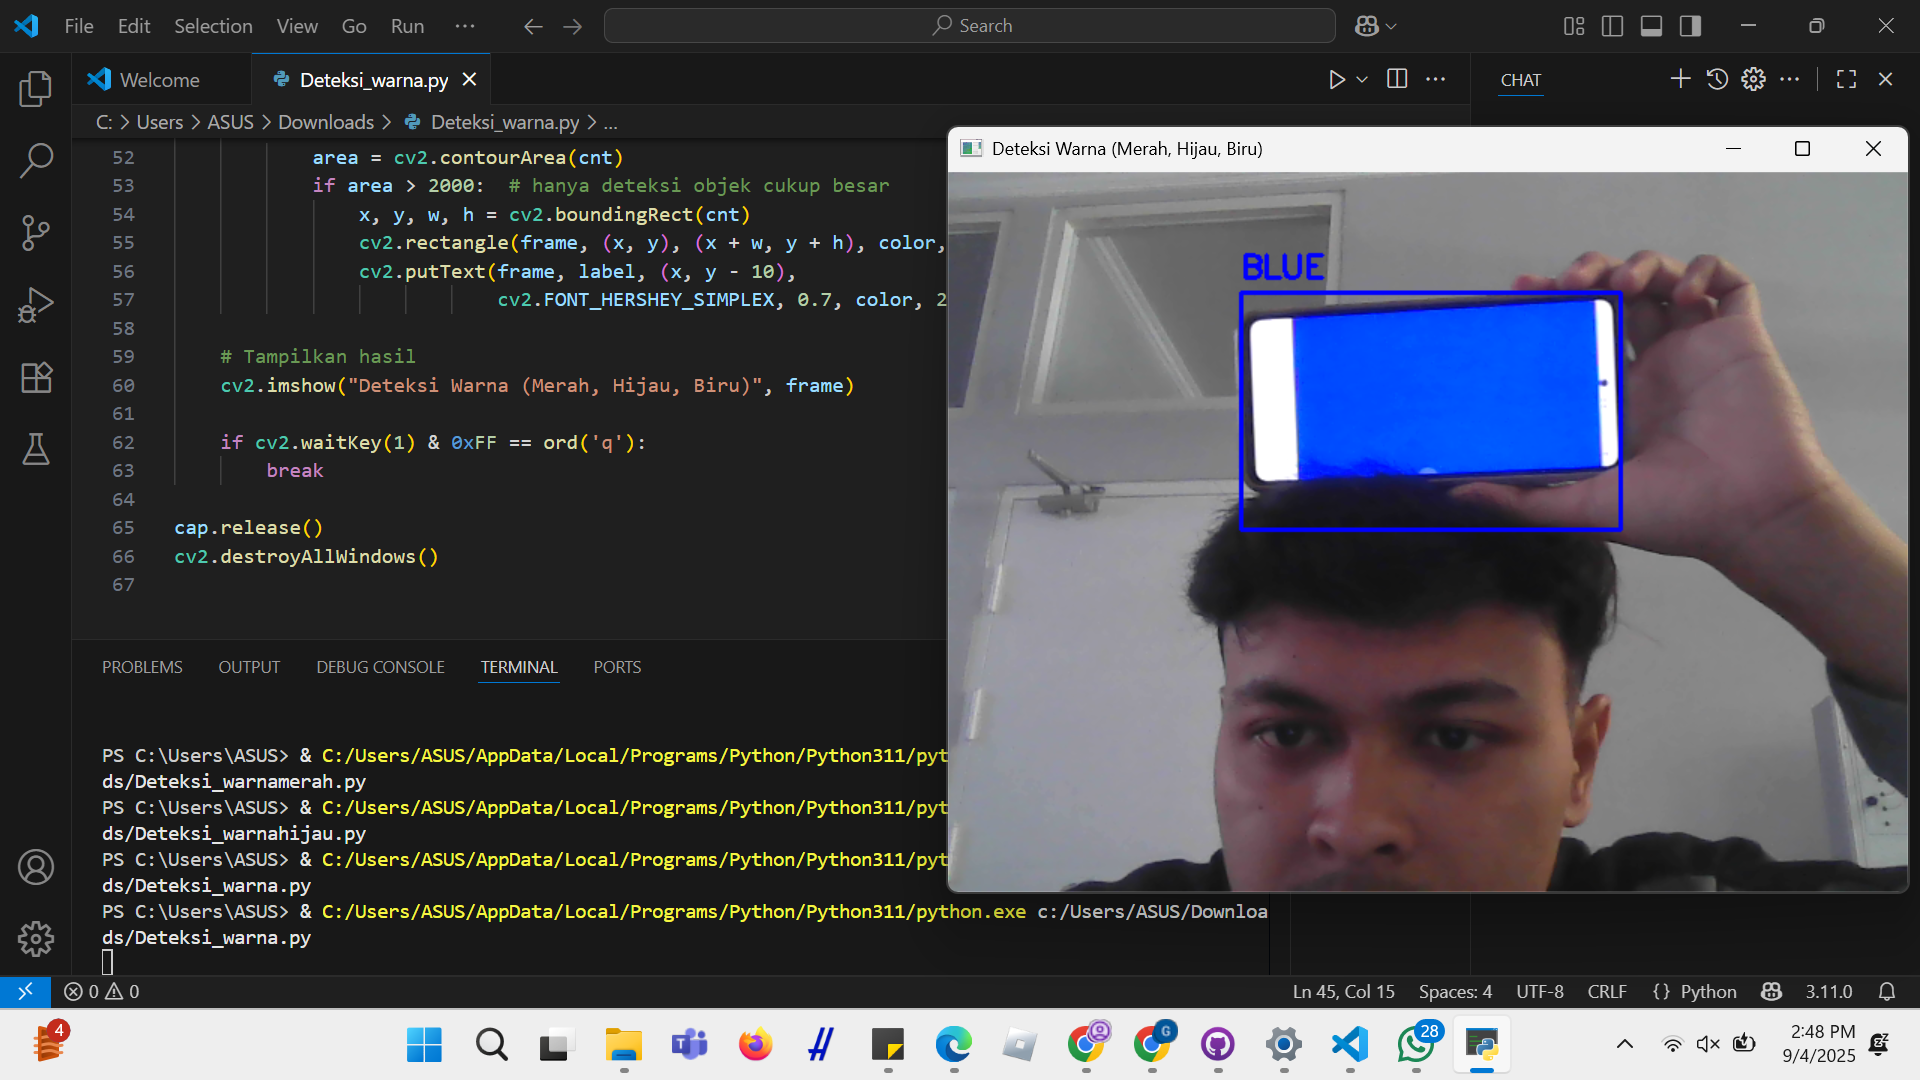 File Edit Selection View Go Run ··· Search
Welcome Deteksi_warna.py
C: > Users > ASUS > Downloads > Deteksi_warna.py > ...
52 area = cv2.contourArea(cnt)
53 if area > 2000: # hanya deteksi objek cukup besar
54 x, y, w, h = cv2.boundingRect(cnt)
55 cv2.rectangle(frame, (x, y), (x + w, y + h), color,
56 cv2.putText(frame, label, (x, y - 10),
57 cv2.FONT_HERSHEY_SIMPLEX, 0.7, color, 2
58
59 # Tampilkan hasil
60 cv2.imshow("Deteksi Warna (Merah, Hijau, Biru)", frame)
61
62 if cv2.waitKey(1) & 0xFF == ord('q'):
63 break
64
65 cap.release()
66 cv2.destroyAllWindows()
67
CHAT
Deteksi Warna (Merah, Hijau, Biru)
BLUE
PROBLEMS OUTPUT DEBUG CONSOLE TERMINAL PORTS
PS C:\Users\ASUS> & C:/Users/ASUS/AppData/Local/Programs/Python/Python311/pyt
ds/Deteksi_warnamerah.py
PS C:\Users\ASUS> & C:/Users/ASUS/AppData/Local/Programs/Python/Python311/pyt
ds/Deteksi_warnahijau.py
PS C:\Users\ASUS> & C:/Users/ASUS/AppData/Local/Programs/Python/Python311/pyt
ds/Deteksi_warna.py
PS C:\Users\ASUS> & C:/Users/ASUS/AppData/Local/Programs/Python/Python311/python.exe c:/Users/ASUS/Downloa
ds/Deteksi_warna.py
0 0 Ln 45, Col 15 Spaces: 4 UTF-8 CRLF {} Python 3.11.0
4 G 28 2:48 PM
9/4/2025